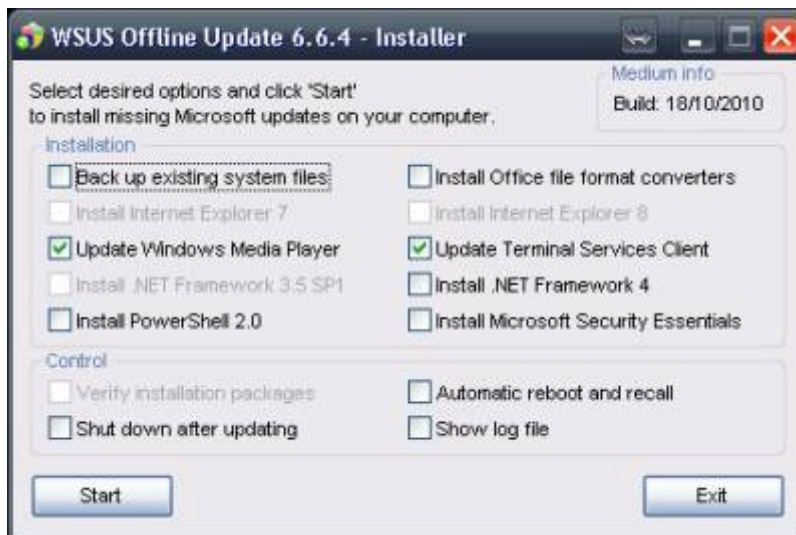 WSUS Offline Update 6.6.4 - Installer
Select desired options and click 'Start'
to install missing Microsoft updates on your computer.
Medium info
Build: 18/10/2010
Installation
Back up existing system files
Install Office file format converters
Install Internet Explorer 7
Install Internet Explorer 8
Update Windows Media Player
Update Terminal Services Client
Install .NET Framework 3.5 SP1
Install .NET Framework 4
Install PowerShell 2.0
Install Microsoft Security Essentials
Control
Verify installation packages
Automatic reboot and recall
Shut down after updating
Show log file
Start
Exit